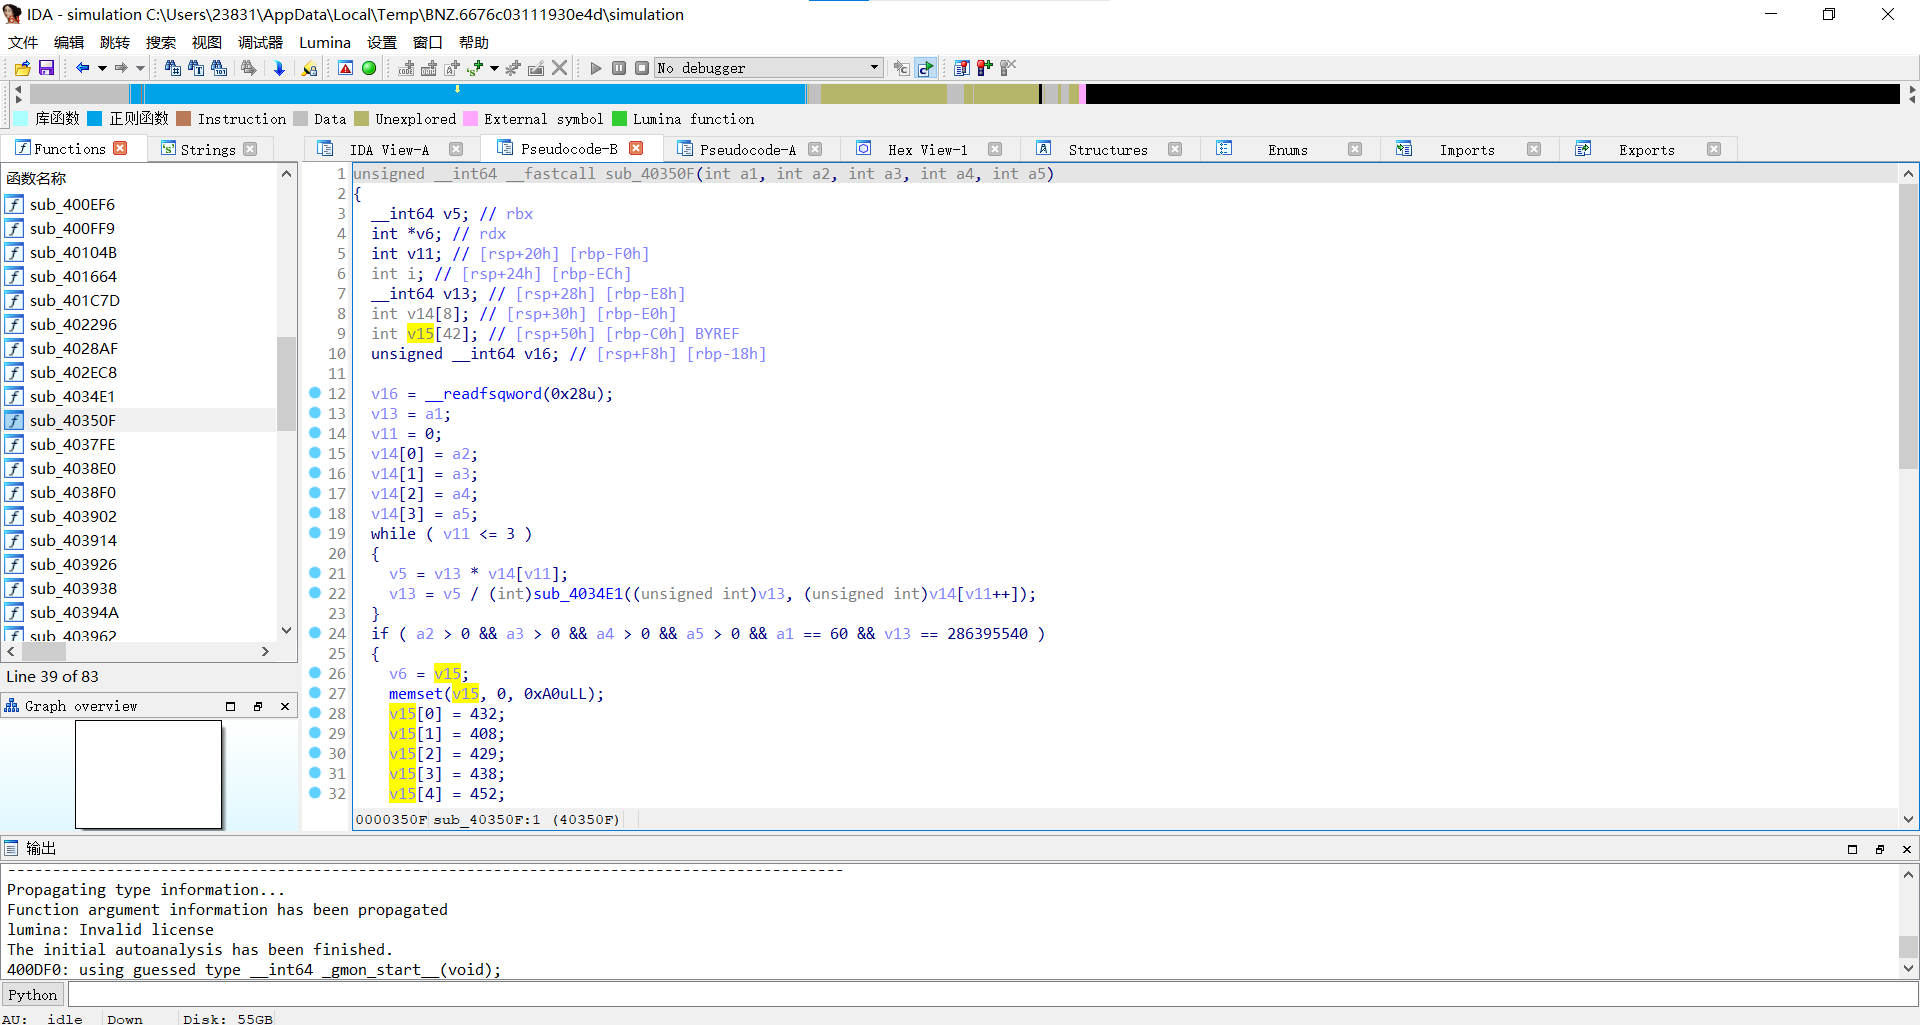 IDA - simulation C:\Users\23831\AppData\Local\Temp\BNZ.6676c03111930e4d\simulation
文件 编辑 跳转 搜索 视图 调试器 Lumina 设置 窗口 帮助
No debugger
库函数 正则函数 Instruction Data Unexplored External symbol Lumina function
Functions Strings IDA View-A Pseudocode-B Pseudocode-A Hex View-1 Structures Enums Imports Exports
函数名称
sub_400EF6
sub_400FF9
sub_40104B
sub_401664
sub_401C7D
sub_402296
sub_4028AF
sub_402EC8
sub_4034E1
sub_40350F
sub_4037FE
sub_4038E0
sub_4038F0
sub_403902
sub_403914
sub_403926
sub_403938
sub_40394A
sub_403962
Line 39 of 83
Graph overview
1 unsigned __int64 __fastcall sub_40350F(int a1, int a2, int a3, int a4, int a5)
2 {
3 __int64 v5; // rbx
4 int *v6; // rdx
5 int v11; // [rsp+20h] [rbp-F0h]
6 int i; // [rsp+24h] [rbp-ECh]
7 __int64 v13; // [rsp+28h] [rbp-E8h]
8 int v14[8]; // [rsp+30h] [rbp-E0h]
9 int v15[42]; // [rsp+50h] [rbp-C0h] BYREF
10 unsigned __int64 v16; // [rsp+F8h] [rbp-18h]
11
12 v16 = __readfsqword(0x28u);
13 v13 = a1;
14 v11 = 0;
15 v14[0] = a2;
16 v14[1] = a3;
17 v14[2] = a4;
18 v14[3] = a5;
19 while ( v11 <= 3 )
20 {
21 v5 = v13 * v14[v11];
22 v13 = v5 / (int)sub_4034E1((unsigned int)v13, (unsigned int)v14[v11++]);
23 }
24 if ( a2 > 0 && a3 > 0 && a4 > 0 && a5 > 0 && a1 == 60 && v13 == 286395540 )
25 {
26 v6 = v15;
27 memset(v15, 0, 0xA0uLL);
28 v15[0] = 432;
29 v15[1] = 408;
30 v15[2] = 429;
31 v15[3] = 438;
32 v15[4] = 452;
0000350F sub_40350F:1 (40350F)
输出
----------------------------------------------------------------------------------------------
Propagating type information...
Function argument information has been propagated
lumina: Invalid license
The initial autoanalysis has been finished.
400DF0: using guessed type __int64 _gmon_start__(void);
Python
AU: idle Down Disk: 55GB